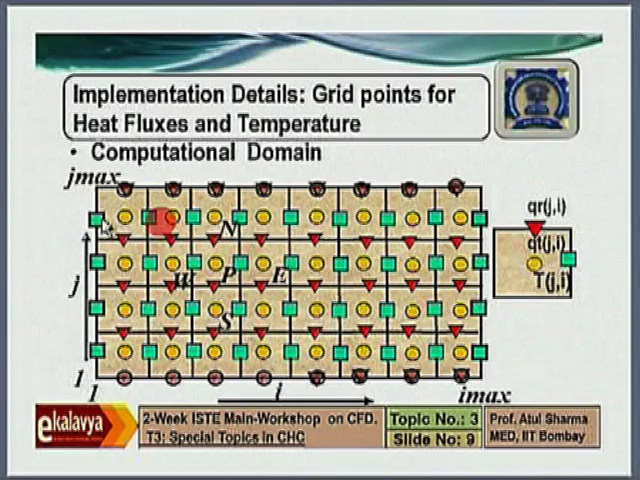 Implementation Details: Grid points for
Heat Fluxes and Temperature
• Computational Domain
jmax
qr(j,i)
N
qt(j,i)
j
W P E
T(j,i)
S
1
1 i imax
ekalavya
2-Week ISTE Main-Workshop on CFD.
T3: Special Topics in CHC
Topic No.: 3
Slide No: 9
Prof. Atul Sharma
MED, IIT Bombay